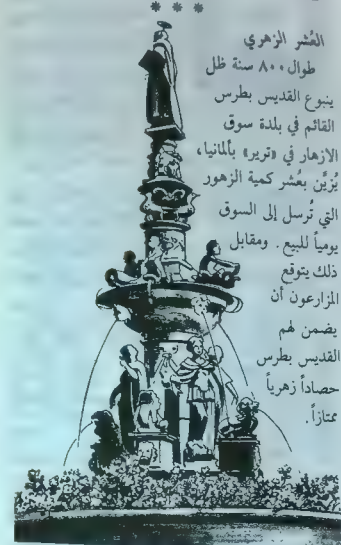 * * *
العُشر الزهري
طوال ٨٠٠ سنة ظل
ينبوع القديس بطرس
القائم في بلدة سوق
الازهار في «ترير» بألمانيا،
يُزيَّن بعُشر كمية الزهور
التي تُرسل إلى السوق
يومياً للبيع. ومقابل
ذلك يتوقع
المزارعون أن
يضمن لهم
القديس بطرس
حصاداً زهرياً
ممتازاً.